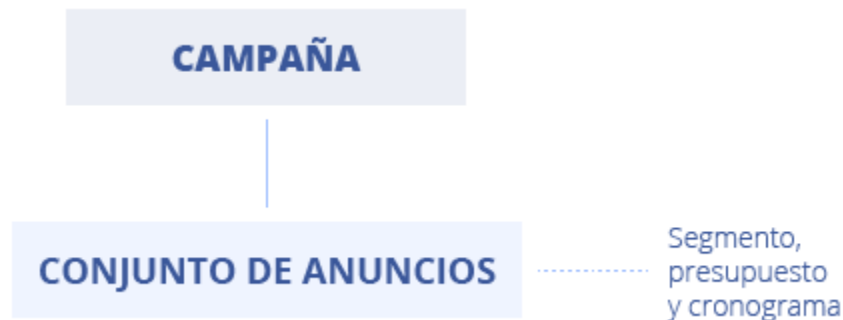 CAMPAÑA
CONJUNTO DE ANUNCIOS
Segmento,
presupuesto
y cronograma